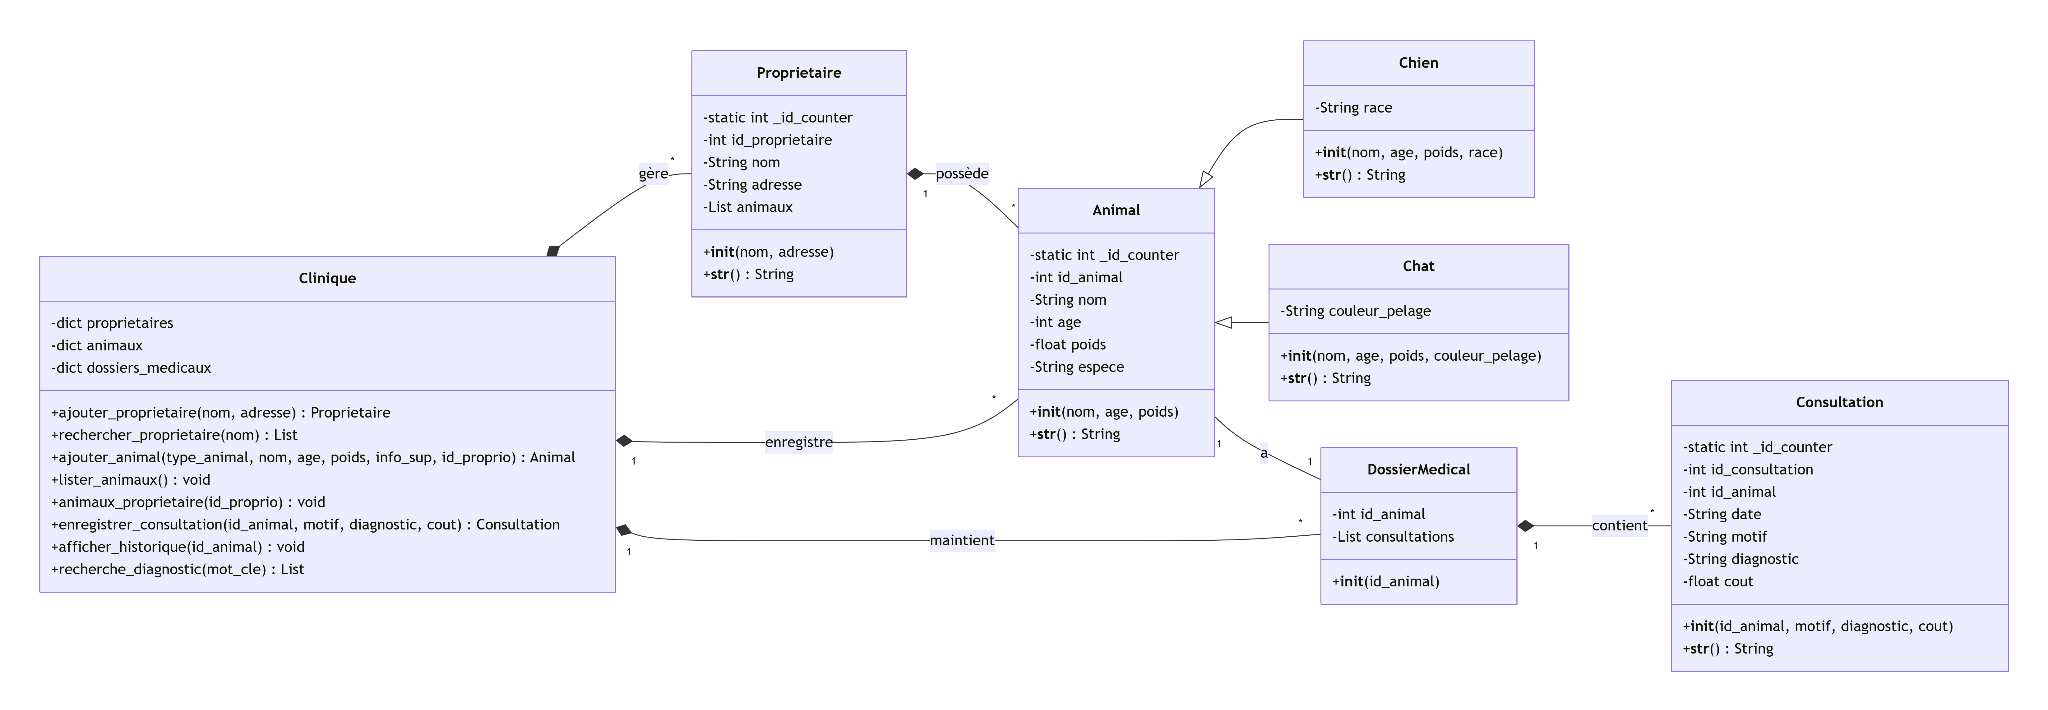 Clinique
-dict proprietaires
-dict animaux
-dict dossiers_medicaux
+ajouter_proprietaire(nom, adresse) : Proprietaire
+rechercher_proprietaire(nom) : List
+ajouter_animal(type_animal, nom, age, poids, info_sup, id_proprio) : Animal
+lister_animaux() : void
+animaux_proprietaire(id_proprio) : void
+enregistrer_consultation(id_animal, motif, diagnostic, cout) : Consultation
+afficher_historique(id_animal) : void
+recherche_diagnostic(mot_cle) : List
gère
*
enregistre
1
*
maintient
1
*
Proprietaire
-static int _id_counter
-int id_proprietaire
-String nom
-String adresse
-List animaux
+init(nom, adresse)
+str() : String
possède
1
*
Animal
-static int _id_counter
-int id_animal
-String nom
-int age
-float poids
-String espece
+init(nom, age, poids)
+str() : String
a
1
1
Chien
-String race
+init(nom, age, poids, race)
+str() : String
Chat
-String couleur_pelage
+init(nom, age, poids, couleur_pelage)
+str() : String
DossierMedical
-int id_animal
-List consultations
+init(id_animal)
contient
1
*
Consultation
-static int _id_counter
-int id_consultation
-int id_animal
-String date
-String motif
-String diagnostic
-float cout
+init(id_animal, motif, diagnostic, cout)
+str() : String